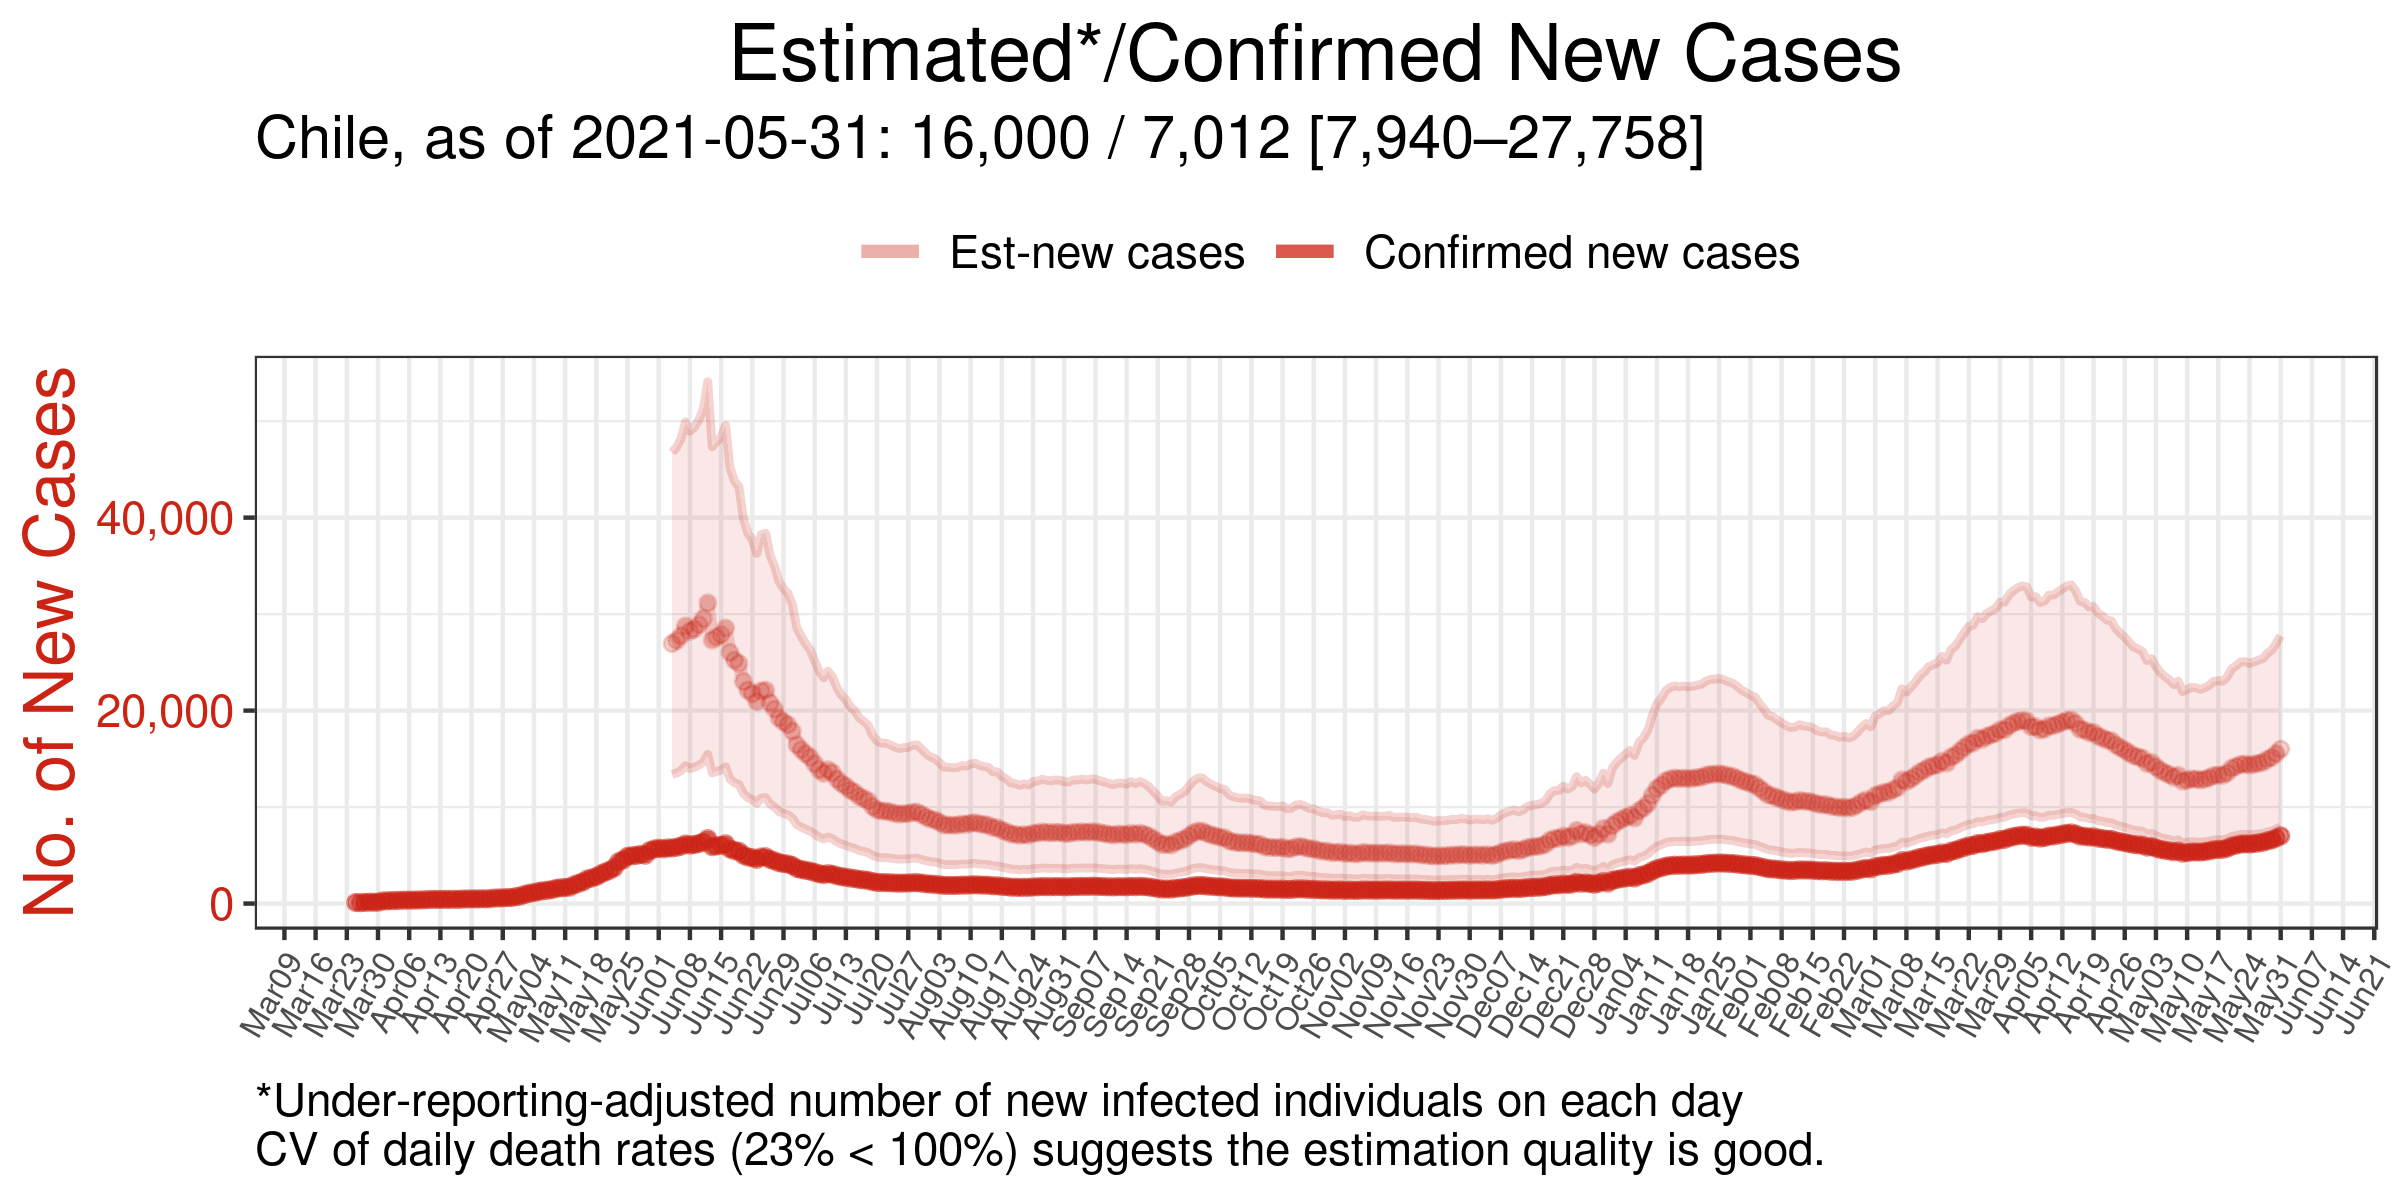 Estimated*/Confirmed New Cases
Chile, as of 2021-05-31: 16,000 / 7,012 [7,940–27,758]
Est-new cases Confirmed new cases
No. of New Cases
40,000
20,000
0
Mar09 Mar16 Mar23 Mar30 Apr06 Apr13 Apr20 Apr27 May04 May11 May18 May25 Jun01 Jun08 Jun15 Jun22 Jun29 Jul06 Jul13 Jul20 Jul27 Aug03 Aug10 Aug17 Aug24 Aug31 Sep07 Sep14 Sep21 Sep28 Oct05 Oct12 Oct19 Oct26 Nov02 Nov09 Nov16 Nov23 Nov30 Dec07 Dec14 Dec21 Dec28 Jan04 Jan11 Jan18 Jan25 Feb01 Feb08 Feb15 Feb22 Mar01 Mar08 Mar15 Mar22 Mar29 Apr05 Apr12 Apr19 Apr26 May03 May10 May17 May24 May31 Jun07 Jun14 Jun21
*Under-reporting-adjusted number of new infected individuals on each day
CV of daily death rates (23% < 100%) suggests the estimation quality is good.